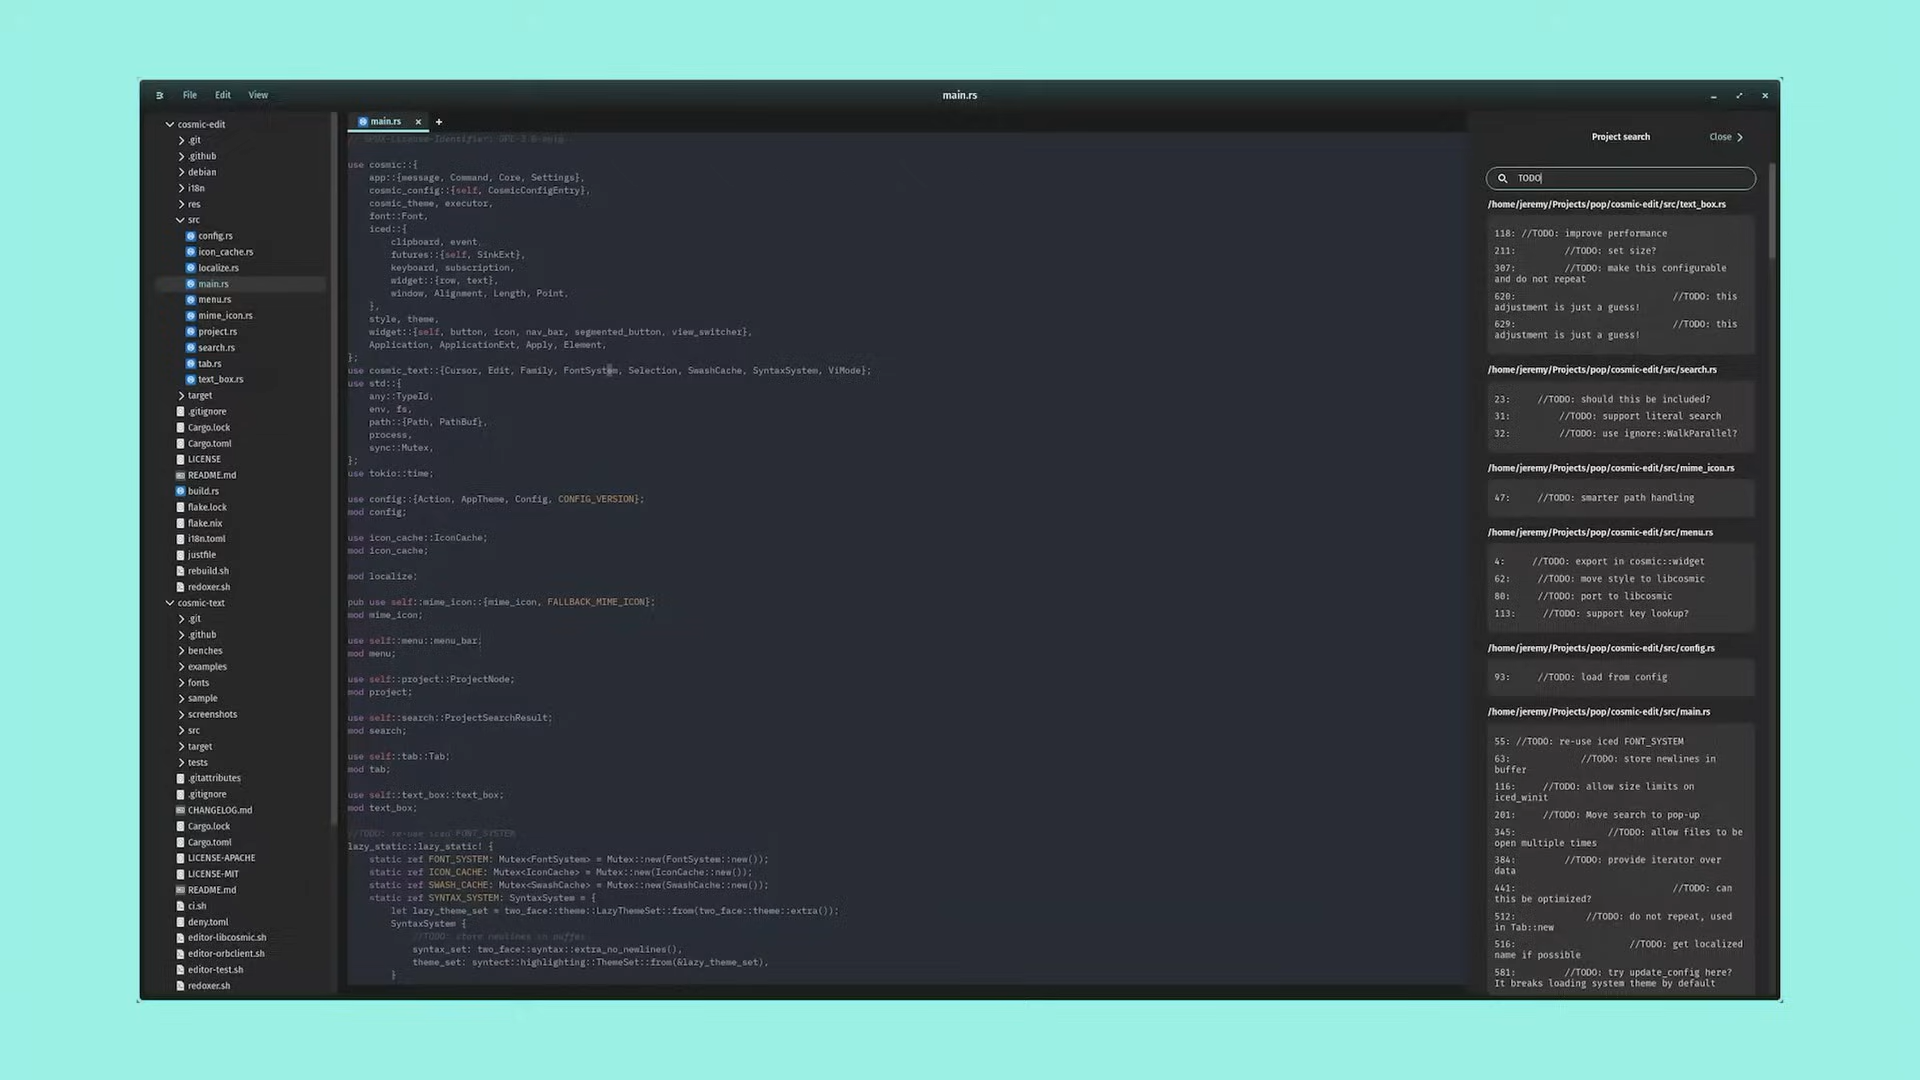 File Edit View
main.rs
cosmic-edit
.git
.github
debian
i18n
res
src
config.rs
icon_cache.rs
localize.rs
main.rs
menu.rs
mime_icon.rs
project.rs
search.rs
tab.rs
text_box.rs
target
.gitignore
Cargo.lock
Cargo.toml
LICENSE
README.md
build.rs
flake.lock
flake.nix
i18n.toml
justfile
rebuild.sh
redoxer.sh
cosmic-text
.git
.github
benches
examples
fonts
sample
screenshots
src
target
tests
.gitattributes
.gitignore
CHANGELOG.md
Cargo.lock
Cargo.toml
LICENSE-APACHE
LICENSE-MIT
README.md
ci.sh
deny.toml
editor-libcosmic.sh
editor-orbclient.sh
editor-test.sh
redoxer.sh
main.rs
// SPDX-License-Identifier: GPL-3.0-only
use cosmic::{
app::{message, Command, Core, Settings},
cosmic_config::{self, CosmicConfigEntry},
cosmic_theme, executor,
font::Font,
iced::{
clipboard, event,
futures::{self, SinkExt},
keyboard, subscription,
widget::{row, text},
window, Alignment, Length, Point,
},
style, theme,
widget::{self, button, icon, nav_bar, segmented_button, view_switcher},
Application, ApplicationExt, Apply, Element,
};
use cosmic_text::{Cursor, Edit, Family, FontSystem, Selection, SwashCache, SyntaxSystem, ViMode};
use std::{
any::TypeId,
env, fs,
path::{Path, PathBuf},
process,
sync::Mutex,
};
use tokio::time;
use config::{Action, AppTheme, Config, CONFIG_VERSION};
mod config;
use icon_cache::IconCache;
mod icon_cache;
mod localize;
pub use self::mime_icon::{mime_icon, FALLBACK_MIME_ICON};
mod mime_icon;
use self::menu::menu_bar;
mod menu;
use self::project::ProjectNode;
mod project;
use self::search::ProjectSearchResult;
mod search;
use self::tab::Tab;
mod tab;
use self::text_box::text_box;
mod text_box;
//TODO: re-use iced FONT_SYSTEM
lazy_static::lazy_static! {
static ref FONT_SYSTEM: Mutex<FontSystem> = Mutex::new(FontSystem::new());
static ref ICON_CACHE: Mutex<IconCache> = Mutex::new(IconCache::new());
static ref SWASH_CACHE: Mutex<SwashCache> = Mutex::new(SwashCache::new());
static ref SYNTAX_SYSTEM: SyntaxSystem = {
let lazy_theme_set = two_face::theme::LazyThemeSet::from(two_face::theme::extra());
SyntaxSystem {
//TODO: store newlines in buffer
syntax_set: two_face::syntax::extra_no_newlines(),
theme_set: syntect::highlighting::ThemeSet::from(&lazy_theme_set),
}
Project search
Close
TODO
/home/jeremy/Projects/pop/cosmic-edit/src/text_box.rs
118: //TODO: improve performance
211: //TODO: set size?
307: //TODO: make this configurable
and do not repeat
620: //TODO: this
adjustment is just a guess!
629: //TODO: this
adjustment is just a guess!
/home/jeremy/Projects/pop/cosmic-edit/src/search.rs
23: //TODO: should this be included?
31: //TODO: support literal search
32: //TODO: use ignore::WalkParallel?
/home/jeremy/Projects/pop/cosmic-edit/src/mime_icon.rs
47: //TODO: smarter path handling
/home/jeremy/Projects/pop/cosmic-edit/src/menu.rs
4: //TODO: export in cosmic::widget
62: //TODO: move style to libcosmic
80: //TODO: port to libcosmic
113: //TODO: support key lookup?
/home/jeremy/Projects/pop/cosmic-edit/src/config.rs
93: //TODO: load from config
/home/jeremy/Projects/pop/cosmic-edit/src/main.rs
55: //TODO: re-use iced FONT_SYSTEM
63: //TODO: store newlines in
buffer
116: //TODO: allow size limits on
iced_winit
201: //TODO: Move search to pop-up
345: //TODO: allow files to be
open multiple times
384: //TODO: provide iterator over
data
441: //TODO: can
this be optimized?
512: //TODO: do not repeat, used
in Tab::new
516: //TODO: get localized
name if possible
581: //TODO: try update_config here?
It breaks loading system theme by default